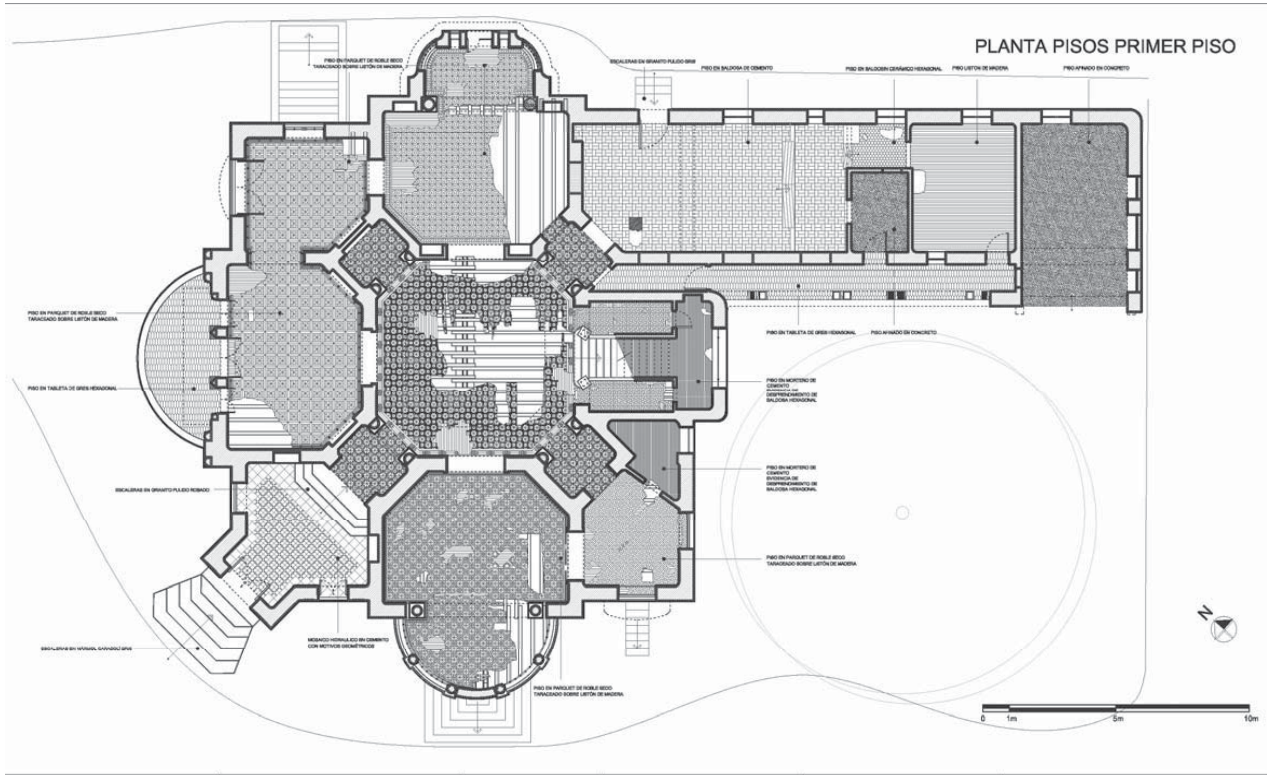 PLANTA PISOS PRIMER PISO
PISO EN PARQUET DE ROBLE SECO
TARACEADO SOBRE LISTÓN DE MADERA
ESCALERAS EN GRANITO PULIDO GRIS
PISO EN BALDOSA DE CEMENTO
PISO EN BALDOSIN CERÁMICO HEXAGONAL
PISO LISTON DE MADERA
PISO AFINADO EN CONCRETO
PISO EN PARQUET DE ROBLE SECO
TARACEADO SOBRE LISTÓN DE MADERA
PISO EN TABLETA DE GRES HEXAGONAL
PISO AFINADO EN CONCRETO
PISO EN TABLETA DE GRES HEXAGONAL
PISO EN MORTERO DE
CEMENTO
DESPRENDIMIENTO DE
BALDOSA HEXAGONAL
PISO EN MORTERO DE
CEMENTO
EVIDENCIA DE
DESPRENDIMIENTO DE
BALDOSA HEXAGONAL
ESCALERAS EN GRANITO PULIDO ROSADO
PISO EN PARQUET DE ROBLE SECO
TARACEADO SOBRE LISTÓN DE MADERA
N
MOSAICO HIDRAULICO EN CEMENTO
CON MOTIVOS GEOMÉTRICOS
ESCALERAS EN MARMOL GRIS
PISO EN PARQUET DE ROBLE SECO
TARACEADO SOBRE LISTÓN DE MADERA
0 1m 5m 10m